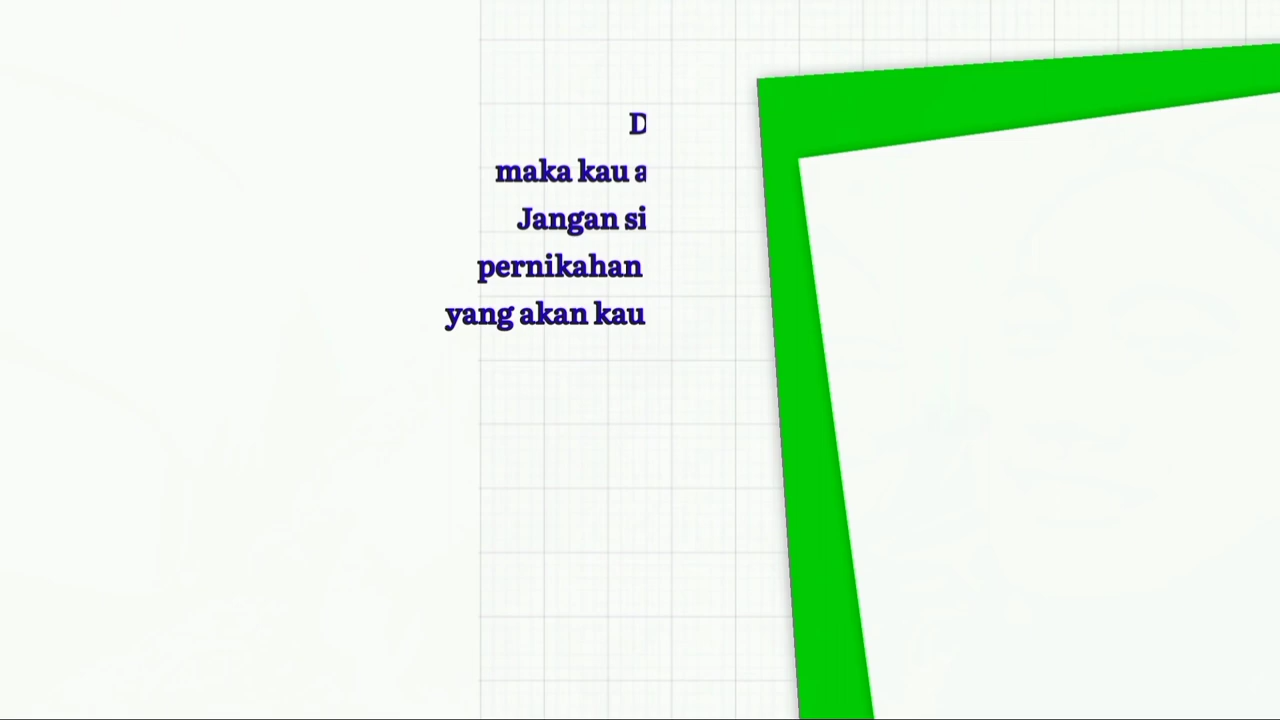 D
maka kau a
Jangan si
pernikahan
yang akan kau